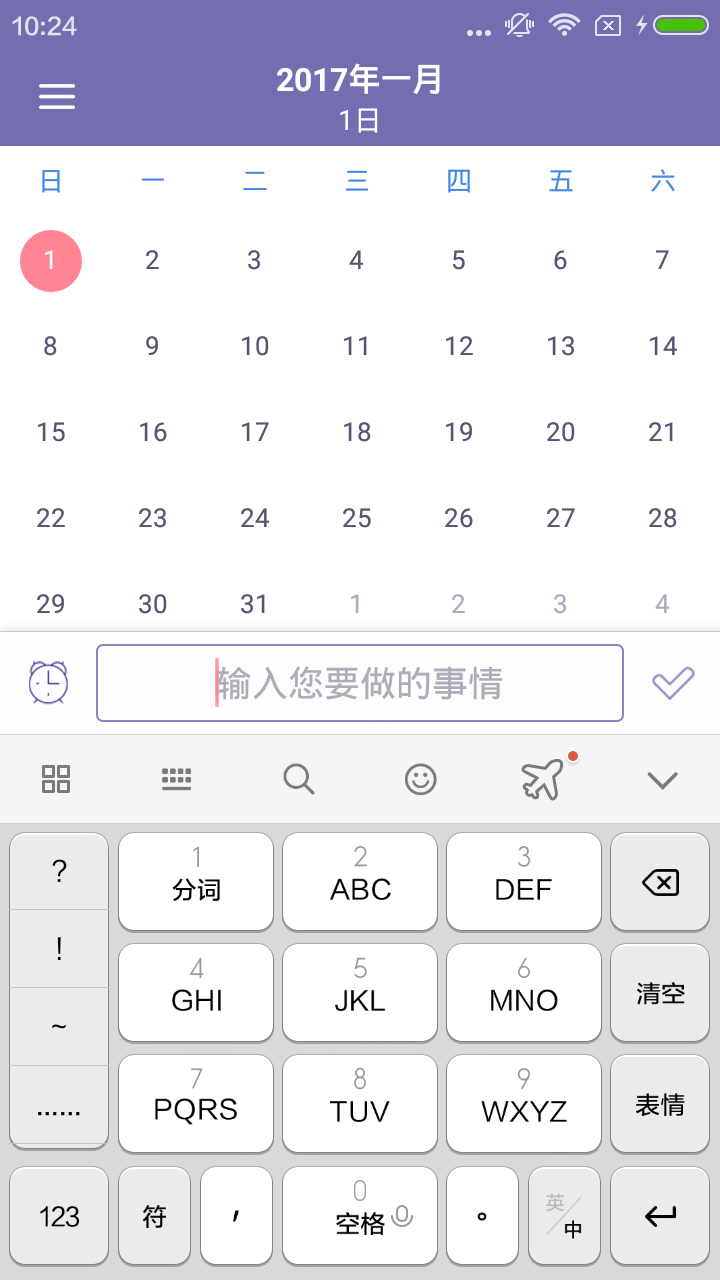 10:24
2017年一月
1日
日 一 二 三 四 五 六
1 2 3 4 5 6 7
8 9 10 11 12 13 14
15 16 17 18 19 20 21
22 23 24 25 26 27 28
29 30 31 1 2 3 4
输入您要做的事情
?
1 2 3
分词 ABC DEF
!
4 5 6
GHI JKL MNO 清空
~
7 8 9
PQRS TUV WXYZ 表情
......
0
123 符 , 空格 。 英/中